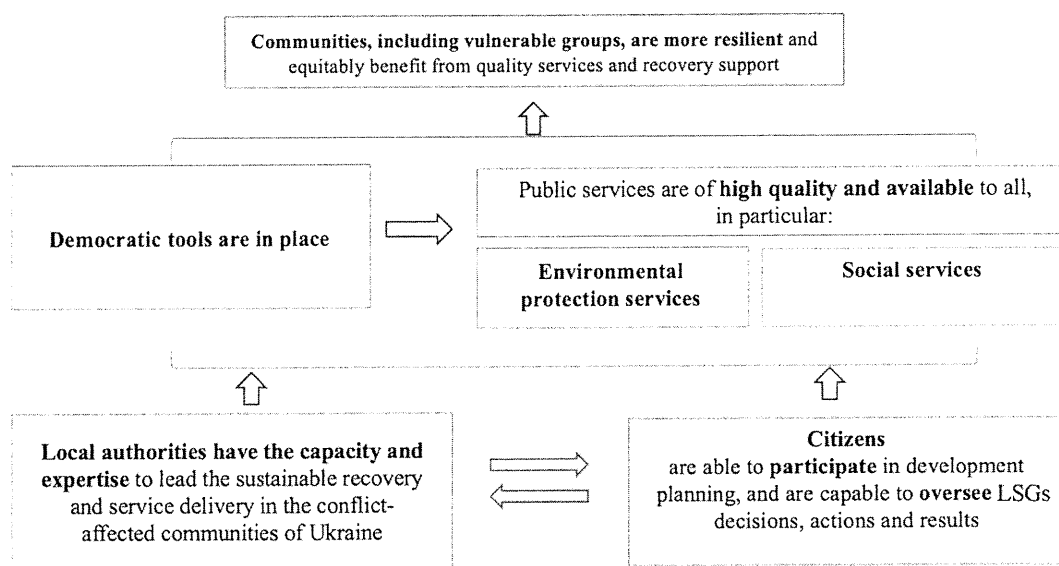 Communities, including vulnerable groups, are more resilient and
equitably benefit from quality services and recovery support
Democratic tools are in place
Public services are of high quality and available to all,
in particular:
Environmental
protection services
Social services
Local authorities have the capacity and
expertise to lead the sustainable recovery
and service delivery in the conflict-
affected communities of Ukraine
Citizens
are able to participate in development
planning, and are capable to oversee LSGs
decisions, actions and results